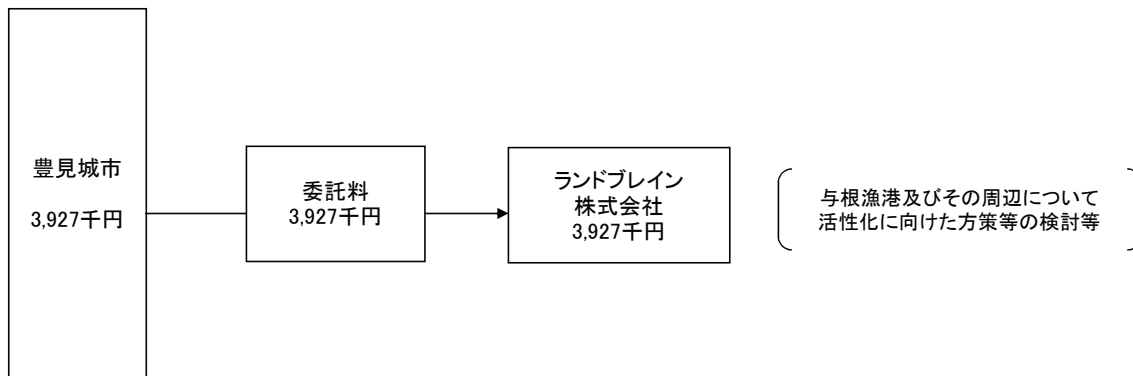 豊見城市
3,927千円
委託料
3,927千円
ランドブレイン
株式会社
3,927千円
与根漁港及びその周辺について
活性化に向けた方策等の検討等